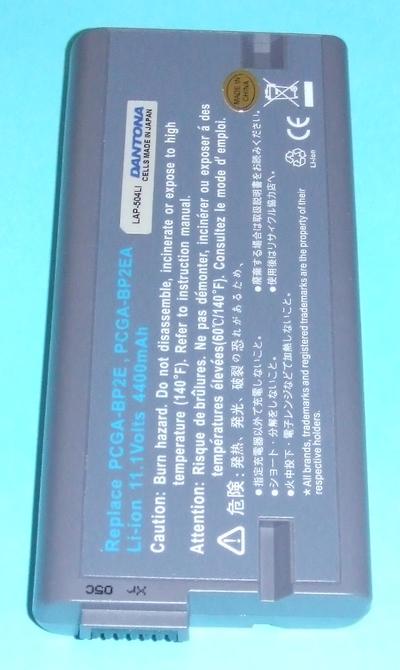 Replace PCGA-BP2E , PCGA-BP2EA
Li-ion 11.1Volts 4400mAh
LAP-504LI
DANTONA
CELLS MADE IN JAPAN
Caution: Burn hazard. Do not disassemble, incinerate or expose to high
temperature (140°F). Refer to instruction manual.
Attention: Risque de brûlures. Ne pas démonter, incinérer ou exposer á des
températures élevées(60℃/140°F). Consultez le mode d' emploi.
危険：発熱、発光、破裂の恐れがあるため、
●指定充電器以外で充電しないこと。
●ショート・分解をしないこと。
●火中投下・電子レンジなどで加熱しないこと。
●廃棄する場合は取扱説明書をお読みください。
●使用後はリサイクル協力店へ。
★All brands, trademarks and registered trademarks are the property of their
respective holders.
MADE IN
CHINA
CE
Li-ion
Xr 05C